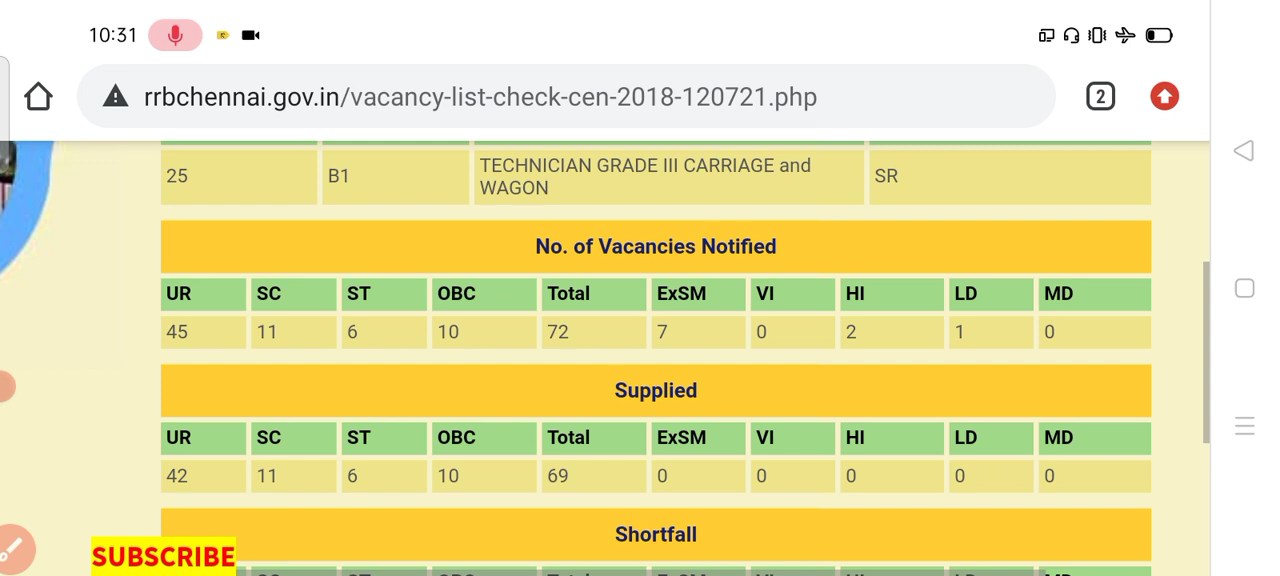 10:31
rrbchennai.gov.in/vacancy-list-check-cen-2018-120721.php
2
25 B1 TECHNICIAN GRADE III CARRIAGE and SR
WAGON
No. of Vacancies Notified
UR SC ST OBC Total ExSM VI HI LD MD
45 11 6 10 72 7 0 2 1 0
Supplied
UR SC ST OBC Total ExSM VI HI LD MD
42 11 6 10 69 0 0 0 0 0
Shortfall
SUBSCRIBE